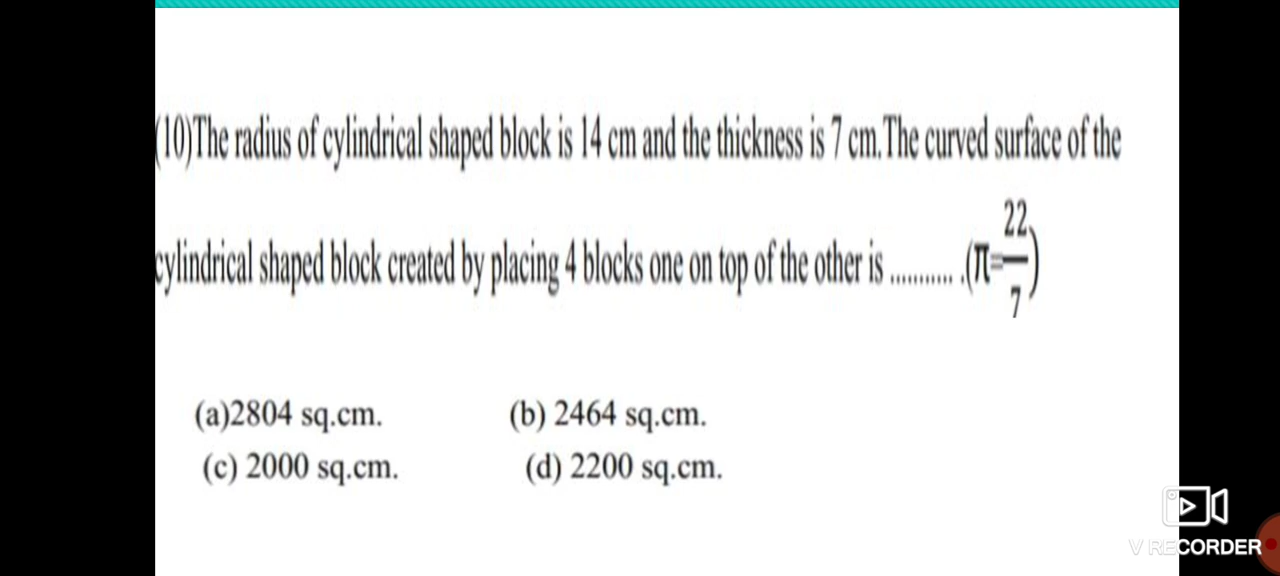 (10)The radius of cylindrical shaped block is 14 cm and the thickness is 7 cm.The curved surface of the
cylindrical shaped block created by placing 4 blocks one on top of the other is ........... .(π=22/7)
(a)2804 sq.cm. (b) 2464 sq.cm.
(c) 2000 sq.cm. (d) 2200 sq.cm.
V RECORDER